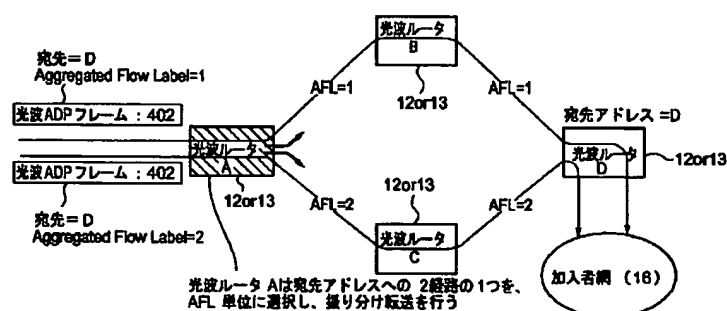 宛先=D
Aggregated Flow Label=1
光波ADPフレーム：402
光波ADPフレーム：402
宛先=D
Aggregated Flow Label=2
光波ルータ
A
12or13
AFL=1
AFL=2
光波ルータ
B
12or13
12or13
光波ルータ
C
AFL=1
AFL=2
宛先アドレス=D
光波ルータ
D
12or13
加入者網 (16)
光波ルータ Aは宛先アドレスへの 2経路の1つを、
AFL 単位に選択し、振り分け転送を行う